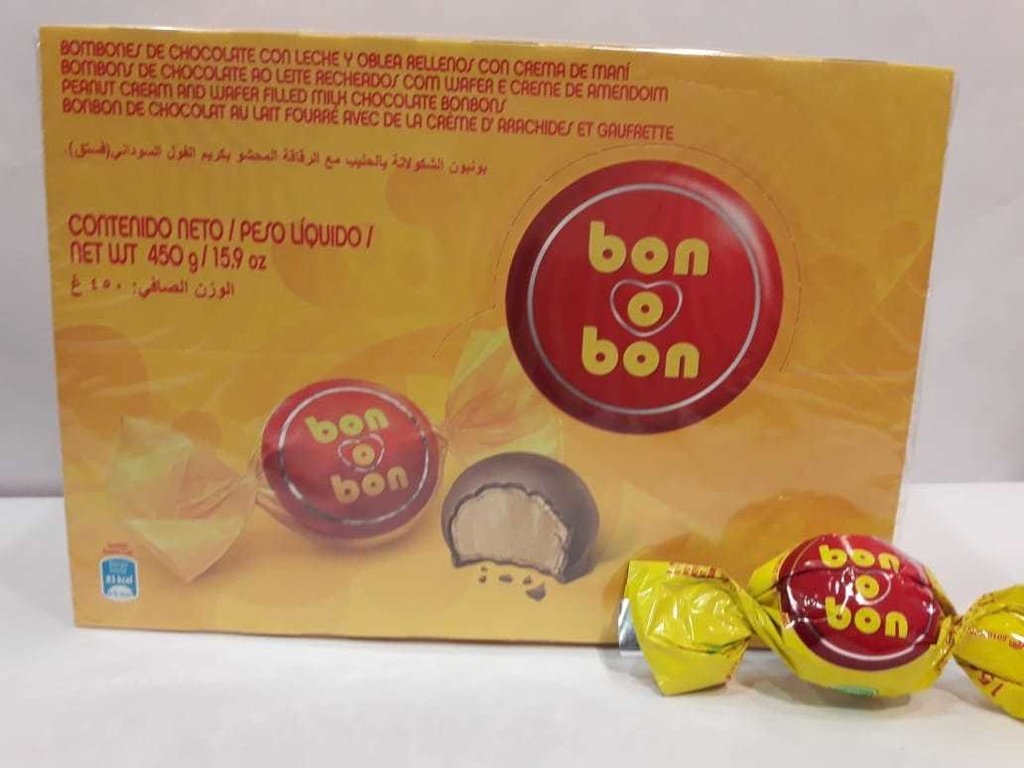 BOMBONES DE CHOCOLATE CON LECHE Y OBLEA RELLENOS CON CREMA DE MANÍ
BOMBONS DE CHOCOLATE AO LEITE RECHEADOS COM WAFER E CREME DE AMENDOIM
PEANUT CREAM AND WAFER FILLED MILK CHOCOLATE BONBONS
BONBON DE CHOCOLAT AU LAIT FOURRÉ AVEC DE LA CRÈME D' ARACHIDES ET GAUFRETTE
بونبون الشكولاتة بالحليب مع الرقاقة المحشو بكريم الفول السوداني(فستق).
CONTENIDO NETO / PESO LÍQUIDO /
NET WT 450 g / 15.9 oz
الوزن الصافي: ٤٥٠ غ
bon
o
bon
bon
o
bon
85 kcal
bon
o
bon